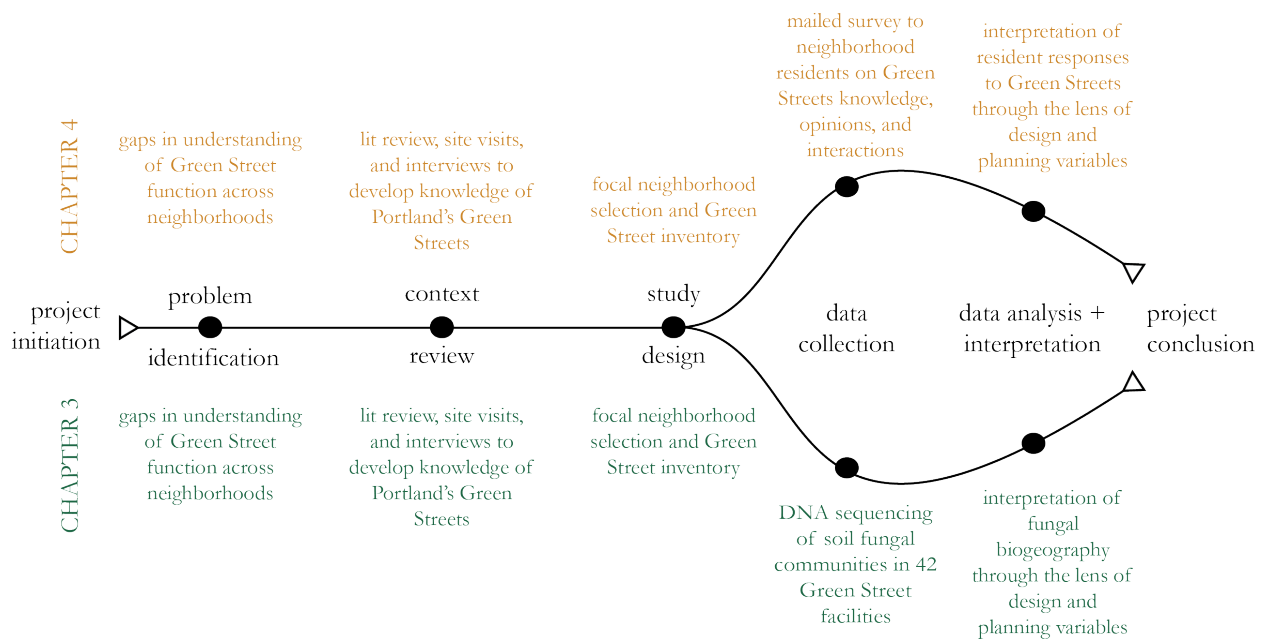 CHAPTER 4
gaps in understanding
of Green Street
function across
neighborhoods
lit review, site visits,
and interviews to
develop knowledge of
Portland's Green
Streets
focal neighborhood
selection and Green
Street inventory
mailed survey to
neighborhood
residents on Green
Streets knowledge,
opinions, and
interactions
interpretation of
resident responses
to Green Streets
through the lens of
design and
planning variables
project
initiation
problem
identification
context
review
study
design
data
collection
data analysis +
interpretation
project
conclusion
CHAPTER 3
gaps in understanding
of Green Street
function across
neighborhoods
lit review, site visits,
and interviews to
develop knowledge of
Portland's Green
Streets
focal neighborhood
selection and Green
Street inventory
DNA sequencing
of soil fungal
communities in 42
Green Street
facilities
interpretation of
fungal
biogeography
through the lens of
design and
planning variables